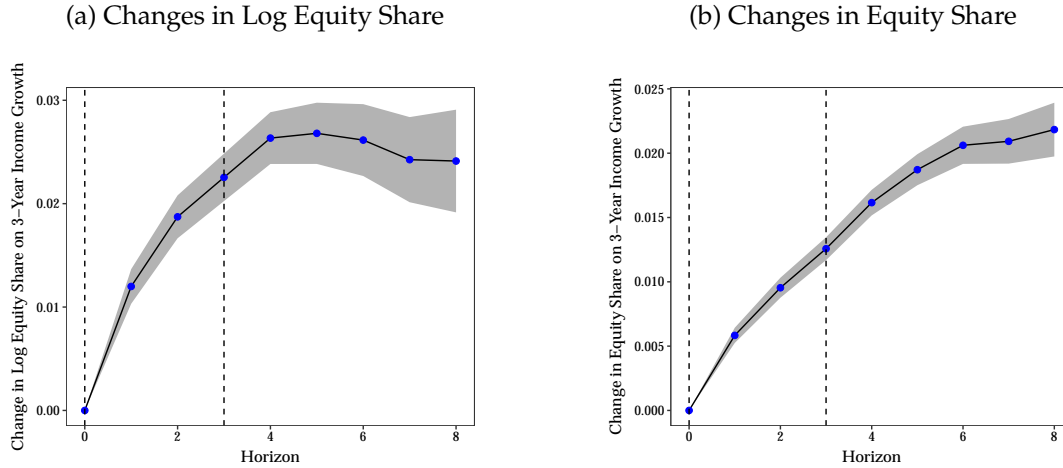 (a) Changes in Log Equity Share
Change in Log Equity Share on 3−Year Income Growth
0.03
0.02
0.01
0.00
0 2 4 6 8
Horizon
(b) Changes in Equity Share
Change in Equity Share on 3−Year Income Growth
0.025
0.020
0.015
0.010
0.005
0.000
0 2 4 6 8
Horizon